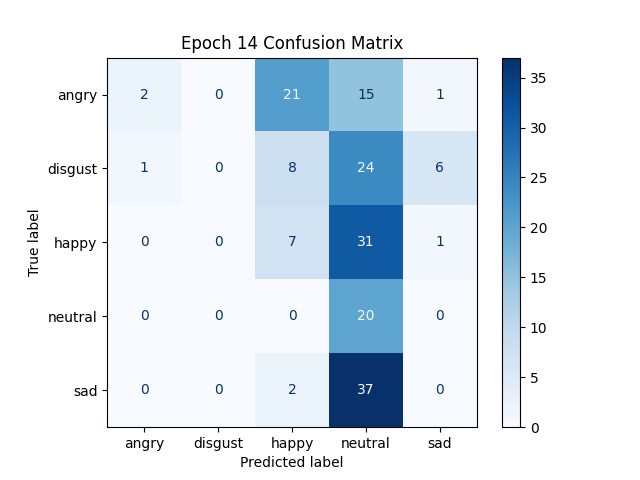 Epoch 14 Confusion Matrix
True label
angry 2 0 21 15 1
disgust 1 0 8 24 6
happy 0 0 7 31 1
neutral 0 0 0 20 0
sad 0 0 2 37 0
angry disgust happy neutral sad
Predicted label
35
30
25
20
15
10
5
0